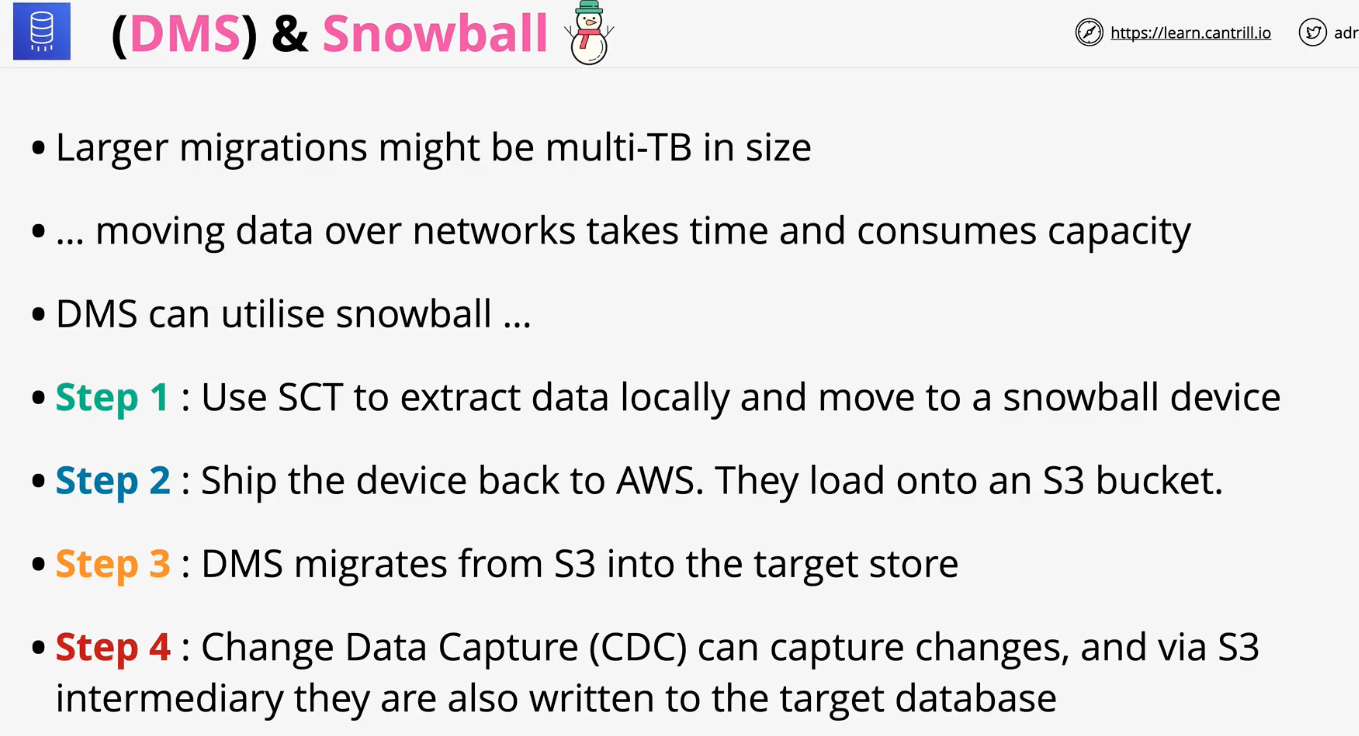 (DMS) & Snowball
https://learn.cantrill.io
adr
• Larger migrations might be multi-TB in size
• ... moving data over networks takes time and consumes capacity
• DMS can utilise snowball ...
• Step 1 : Use SCT to extract data locally and move to a snowball device
• Step 2 : Ship the device back to AWS. They load onto an S3 bucket.
• Step 3 : DMS migrates from S3 into the target store
• Step 4 : Change Data Capture (CDC) can capture changes, and via S3
intermediary they are also written to the target database